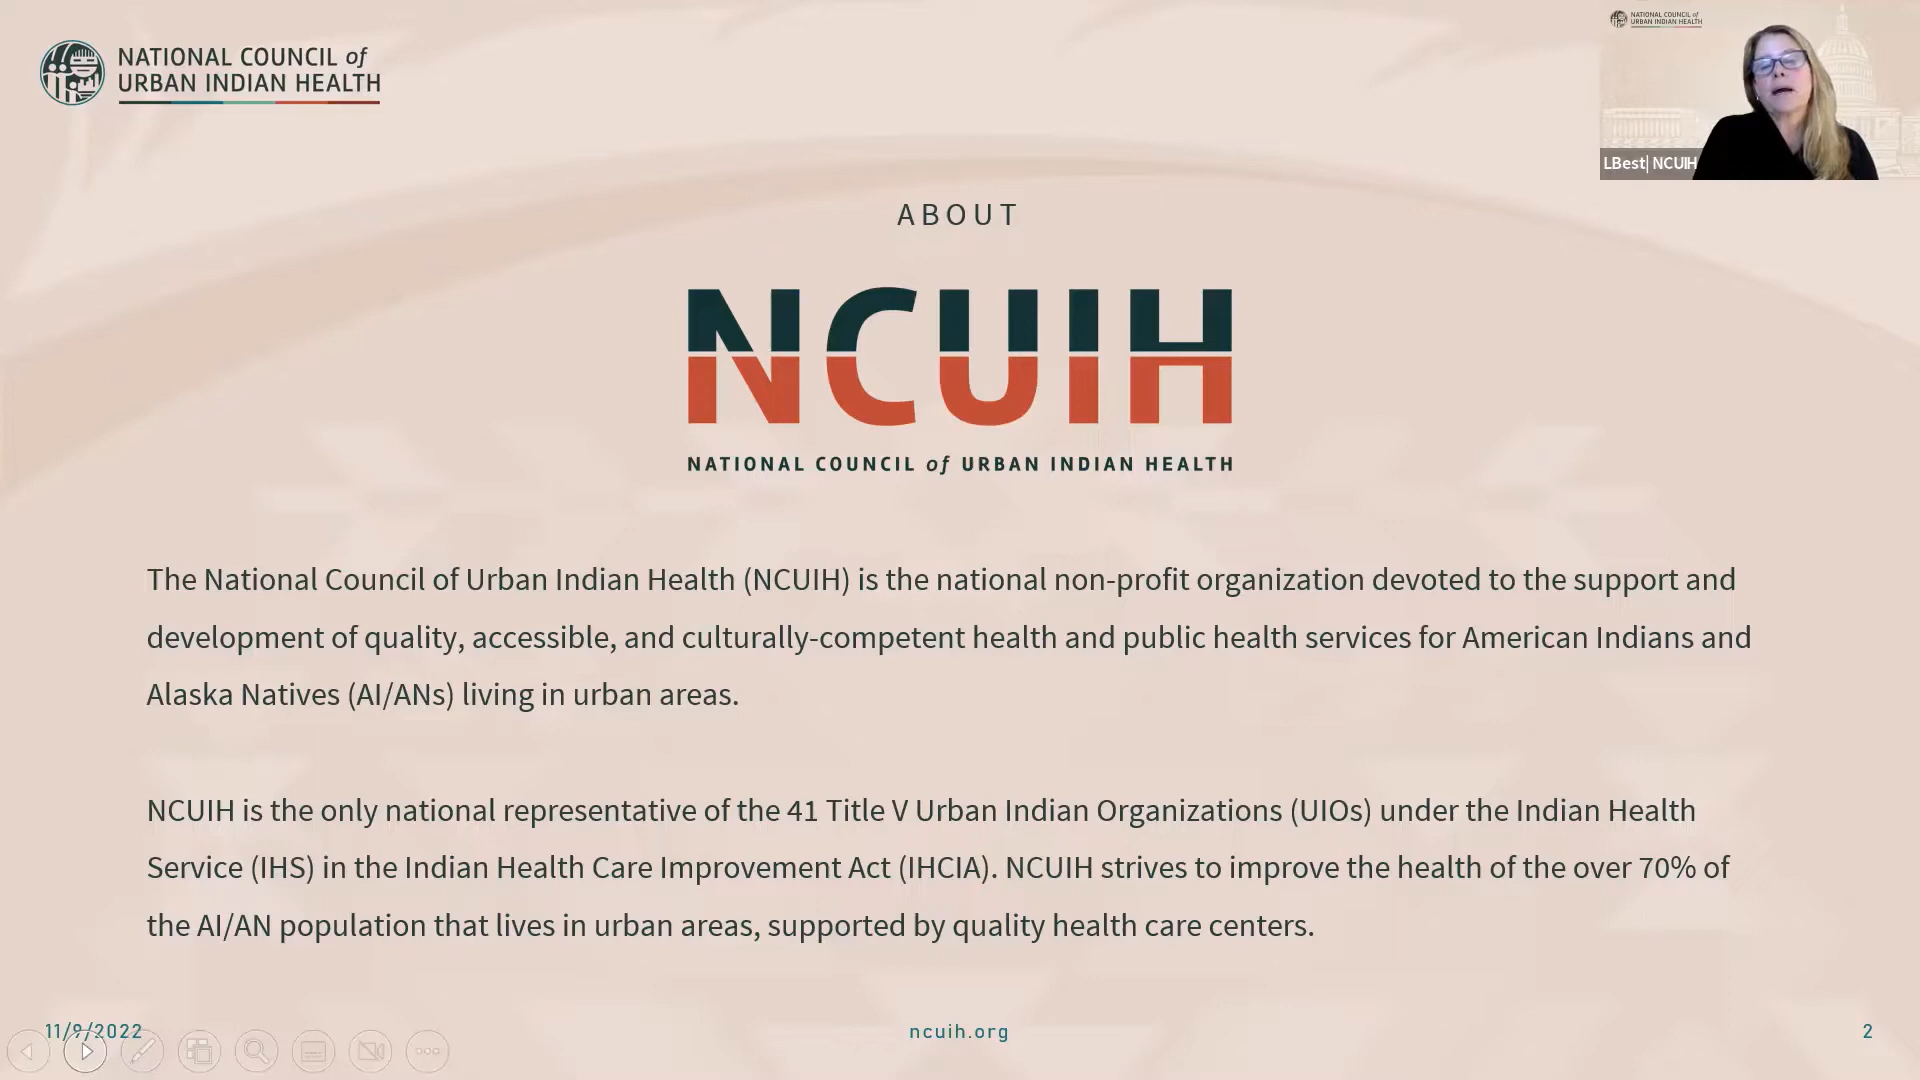 NATIONAL COUNCIL of
URBAN INDIAN HEALTH
NATIONAL COUNCIL of
URBAN INDIAN HEALTH
LBest| NCUIH
ABOUT
NCUIH
NATIONAL COUNCIL of URBAN INDIAN HEALTH
The National Council of Urban Indian Health (NCUIH) is the national non-profit organization devoted to the support and
development of quality, accessible, and culturally-competent health and public health services for American Indians and
Alaska Natives (AI/ANs) living in urban areas.
NCUIH is the only national representative of the 41 Title V Urban Indian Organizations (UIOs) under the Indian Health
Service (IHS) in the Indian Health Care Improvement Act (IHCIA). NCUIH strives to improve the health of the over 70% of
the AI/AN population that lives in urban areas, supported by quality health care centers.
11/9/2022
ncuih.org
2